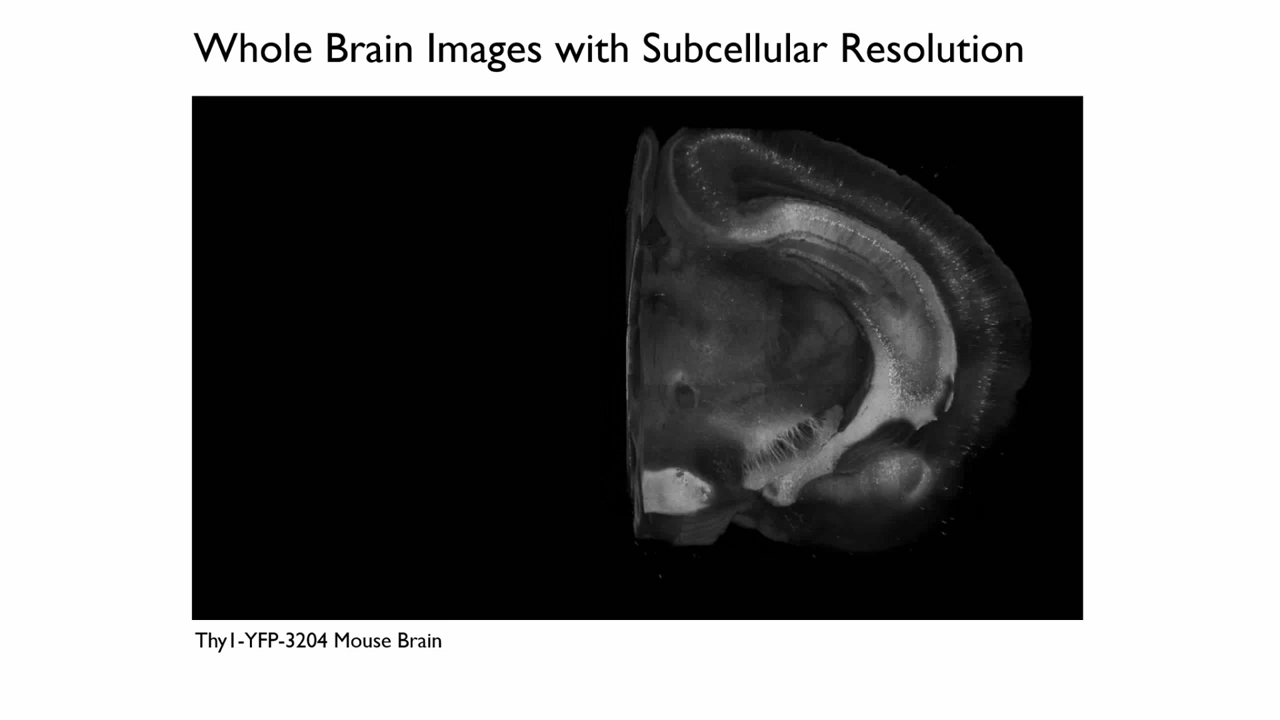 Whole Brain Images with Subcellular Resolution
Thy1-YFP-3204 Mouse Brain